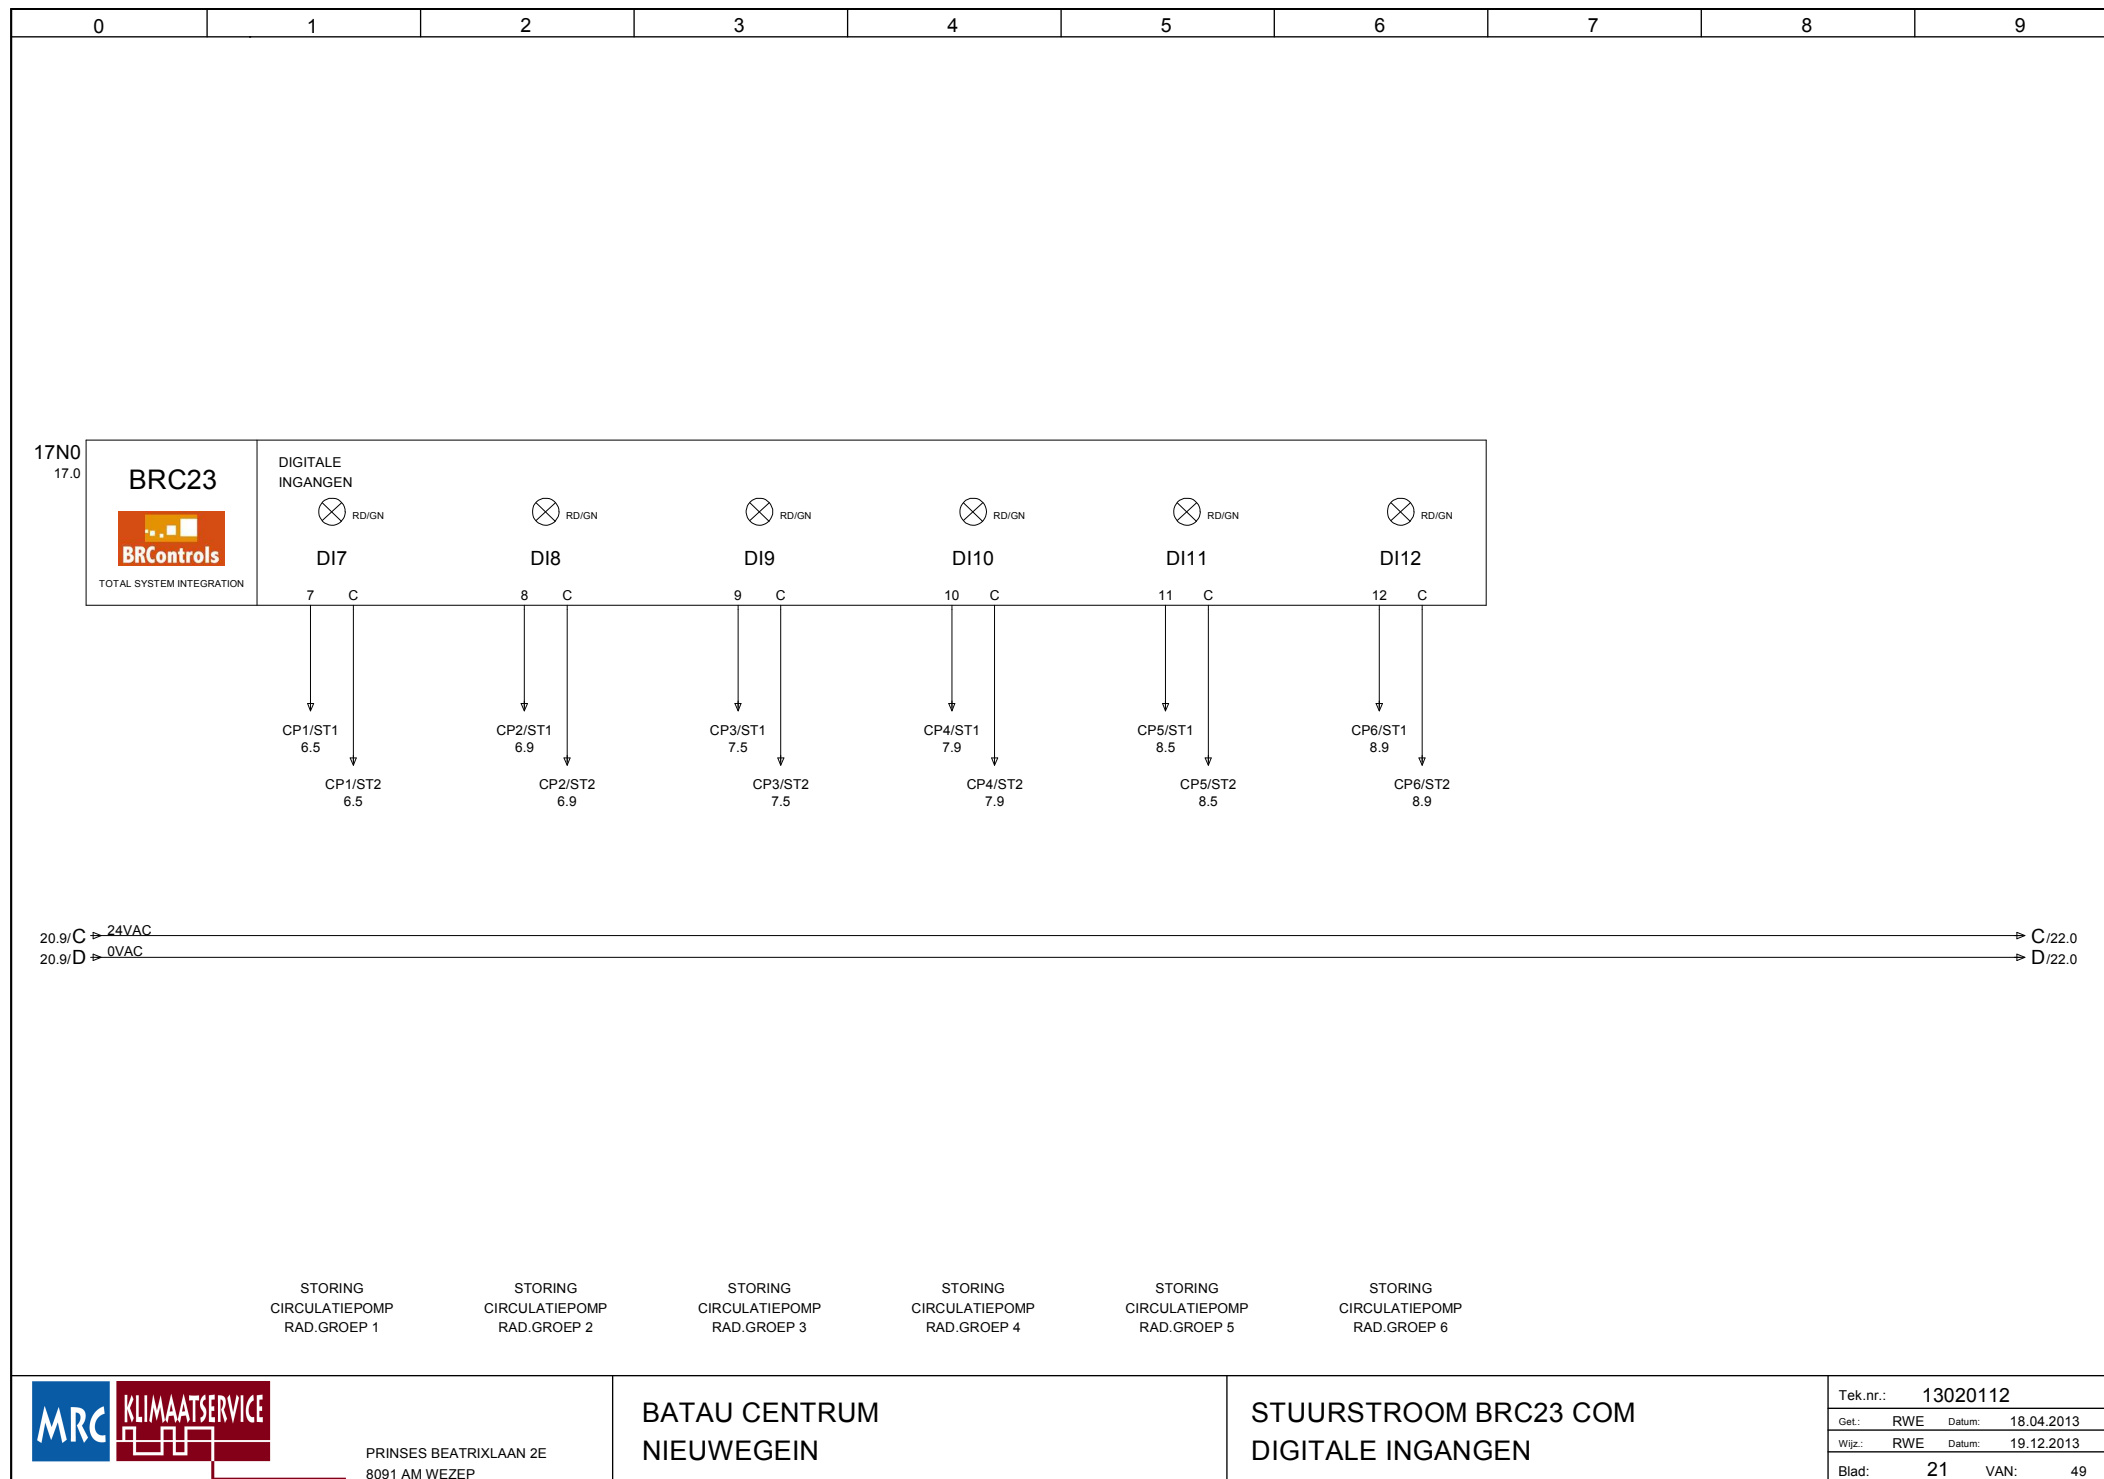 0 1 2 3 4 5 6 7 8 9
17N0
17.0
BRC23
BRControls
TOTAL SYSTEM INTEGRATION
DIGITALE
INGANGEN
RD/GN RD/GN RD/GN RD/GN RD/GN RD/GN
DI7 DI8 DI9 DI10 DI11 DI12
7 C 8 C 9 C 10 C 11 C 12 C
CP1/ST1 CP2/ST1 CP3/ST1 CP4/ST1 CP5/ST1 CP6/ST1
6.5 6.9 7.5 7.9 8.5 8.9
CP1/ST2 CP2/ST2 CP3/ST2 CP4/ST2 CP5/ST2 CP6/ST2
6.5 6.9 7.5 7.9 8.5 8.9
20.9/C 24VAC C/22.0
20.9/D 0VAC D/22.0
STORING STORING STORING STORING STORING STORING
CIRCULATIEPOMP CIRCULATIEPOMP CIRCULATIEPOMP CIRCULATIEPOMP CIRCULATIEPOMP CIRCULATIEPOMP
RAD.GROEP 1 RAD.GROEP 2 RAD.GROEP 3 RAD.GROEP 4 RAD.GROEP 5 RAD.GROEP 6
MRC KLIMAATSERVICE
PRINSES BEATRIXLAAN 2E
8091 AM WEZEP
BATAU CENTRUM
NIEUWEGEIN
STUURSTROOM BRC23 COM
DIGITALE INGANGEN
Tek.nr.: 13020112
Get.: RWE Datum: 18.04.2013
Wijz.: RWE Datum: 19.12.2013
Blad: 21 VAN: 49